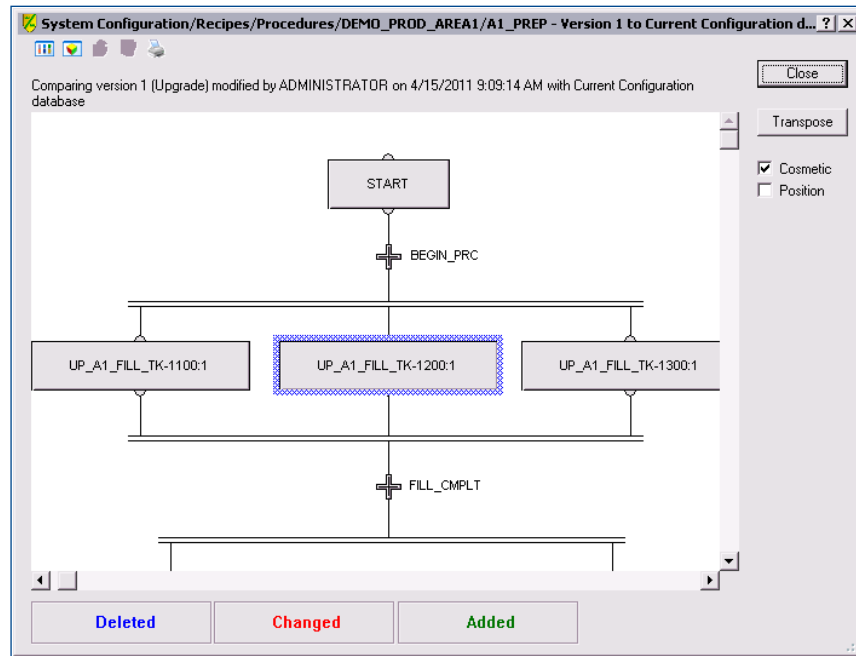 System Configuration/Recipes/Procedures/DEMO_PROD_AREA1/A1_PREP - Version 1 to Current Configuration d...
Close
Comparing version 1 (Upgrade) modified by ADMINISTRATOR on 4/15/2011 9:09:14 AM with Current Configuration
database
Transpose
Cosmetic
Position
START
BEGIN_PRC
UP_A1_FILL_TK-1100:1
UP_A1_FILL_TK-1200:1
UP_A1_FILL_TK-1300:1
FILL_CMPLT
Deleted
Changed
Added